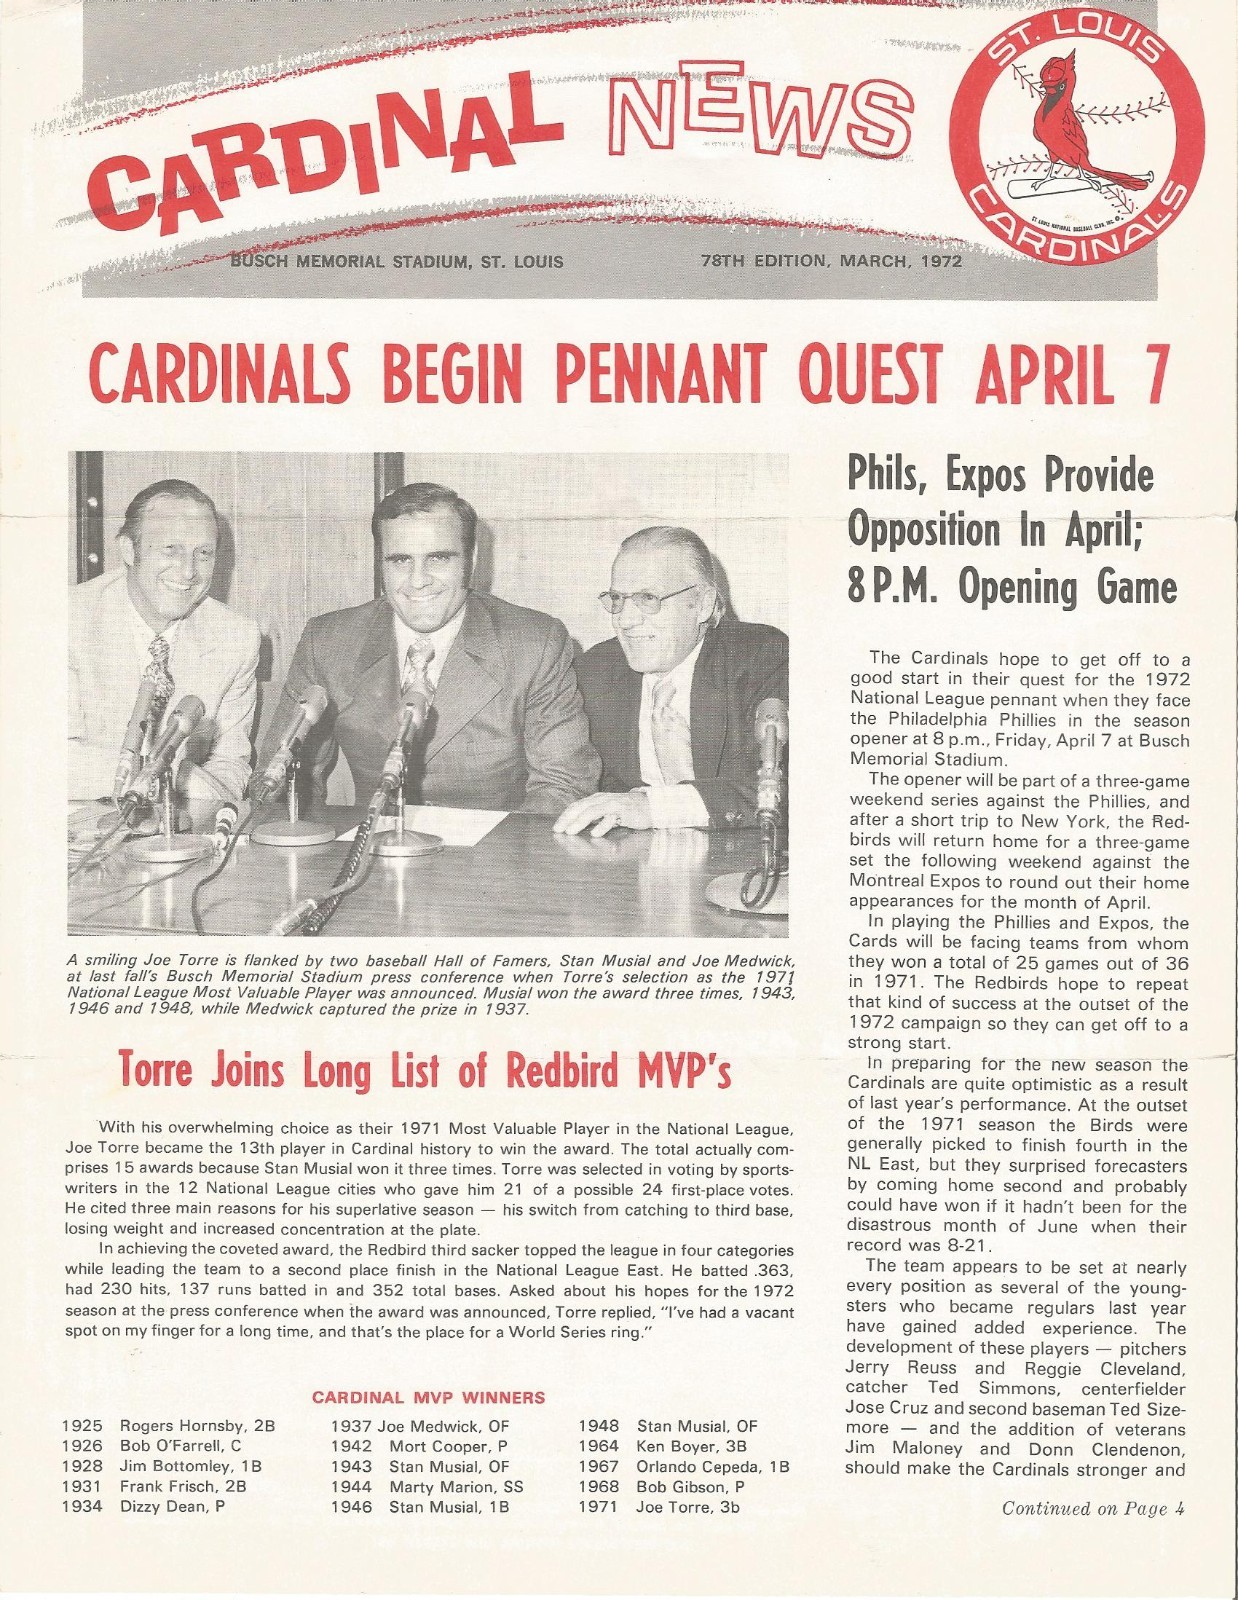 CARDINAL NEWS
ST. LOUIS
CARDINALS
ST. LOUIS NATIONAL BASEBALL CLUB, INC.
BUSCH MEMORIAL STADIUM, ST. LOUIS
78TH EDITION, MARCH, 1972
CARDINALS BEGIN PENNANT QUEST APRIL 7
A smiling Joe Torre is flanked by two baseball Hall of Famers, Stan Musial and Joe Medwick,
at last fall's Busch Memorial Stadium press conference when Torre's selection as the 1971
National League Most Valuable Player was announced. Musial won the award three times, 1943,
1946 and 1948, while Medwick captured the prize in 1937.
Torre Joins Long List of Redbird MVP's
With his overwhelming choice as their 1971 Most Valuable Player in the National League,
Joe Torre became the 13th player in Cardinal history to win the award. The total actually com-
prises 15 awards because Stan Musial won it three times. Torre was selected in voting by sports-
writers in the 12 National League cities who gave him 21 of a possible 24 first-place votes.
He cited three main reasons for his superlative season — his switch from catching to third base,
losing weight and increased concentration at the plate.
In achieving the coveted award, the Redbird third sacker topped the league in four categories
while leading the team to a second place finish in the National League East. He batted .363,
had 230 hits, 137 runs batted in and 352 total bases. Asked about his hopes for the 1972
season at the press conference when the award was announced, Torre replied, "I've had a vacant
spot on my finger for a long time, and that's the place for a World Series ring."
CARDINAL MVP WINNERS
1925 Rogers Hornsby, 2B
1926 Bob O'Farrell, C
1928 Jim Bottomley, 1B
1931 Frank Frisch, 2B
1934 Dizzy Dean, P
1937 Joe Medwick, OF
1942 Mort Cooper, P
1943 Stan Musial, OF
1944 Marty Marion, SS
1946 Stan Musial, 1B
1948 Stan Musial, OF
1964 Ken Boyer, 3B
1967 Orlando Cepeda, 1B
1968 Bob Gibson, P
1971 Joe Torre, 3b
Phils, Expos Provide
Opposition In April;
8 P.M. Opening Game
The Cardinals hope to get off to a
good start in their quest for the 1972
National League pennant when they face
the Philadelphia Phillies in the season
opener at 8 p.m., Friday, April 7 at Busch
Memorial Stadium.
The opener will be part of a three-game
weekend series against the Phillies, and
after a short trip to New York, the Red-
birds will return home for a three-game
set the following weekend against the
Montreal Expos to round out their home
appearances for the month of April.
In playing the Phillies and Expos, the
Cards will be facing teams from whom
they won a total of 25 games out of 36
in 1971. The Redbirds hope to repeat
that kind of success at the outset of the
1972 campaign so they can get off to a
strong start.
In preparing for the new season the
Cardinals are quite optimistic as a result
of last year's performance. At the outset
of the 1971 season the Birds were
generally picked to finish fourth in the
NL East, but they surprised forecasters
by coming home second and probably
could have won if it hadn't been for the
disastrous month of June when their
record was 8-21.
The team appears to be set at nearly
every position as several of the young-
sters who became regulars last year
have gained added experience. The
development of these players — pitchers
Jerry Reuss and Reggie Cleveland,
catcher Ted Simmons, centerfielder
Jose Cruz and second baseman Ted Size-
more — and the addition of veterans
Jim Maloney and Donn Clendenon,
should make the Cardinals stronger and
Continued on Page 4